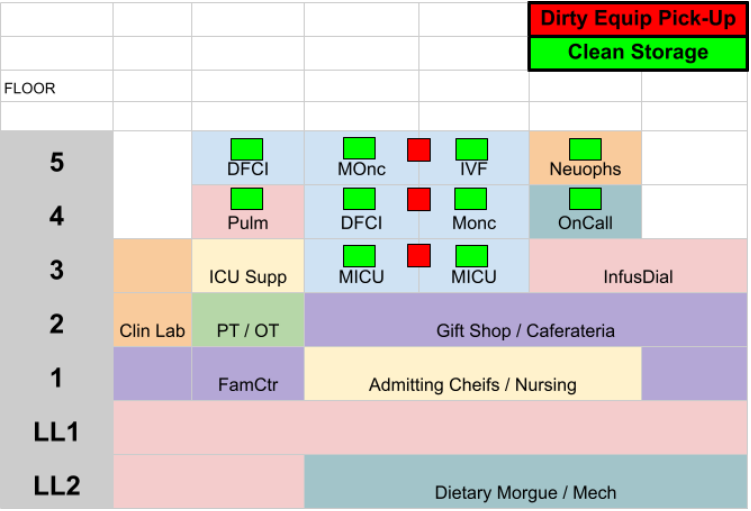 Dirty Equip Pick-Up
Clean Storage
FLOOR
5 DFCI MOnc IVF Neuophs
4 Pulm DFCI Monc OnCall
3 ICU Supp MICU MICU InfusDial
2 Clin Lab PT / OT Gift Shop / Caferateria
1 FamCtr Admitting Cheifs / Nursing
LL1
LL2 Dietary Morgue / Mech